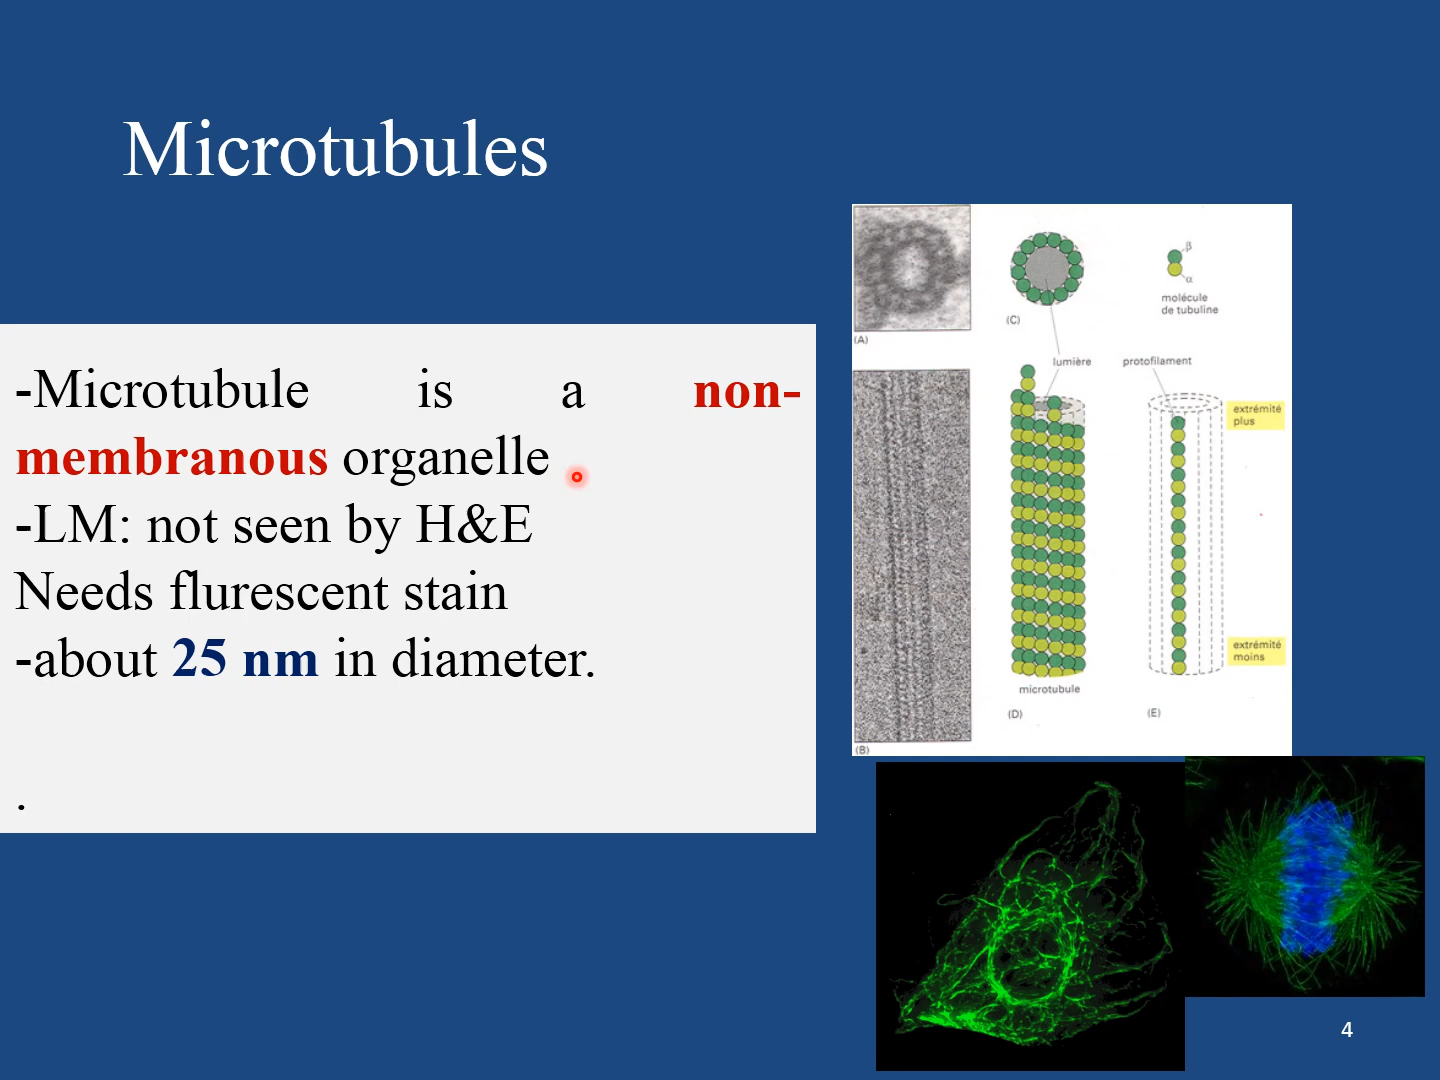 Microtubules
-Microtubule is a non-
membranous organelle
-LM: not seen by H&E
Needs flurescent stain
-about 25 nm in diameter.
.
(A)
(C)
β
α
molécule
de tubuline
lumière
protofilament
extrémité
plus
extrémité
moins
microtubule
(D)
(E)
(B)
4